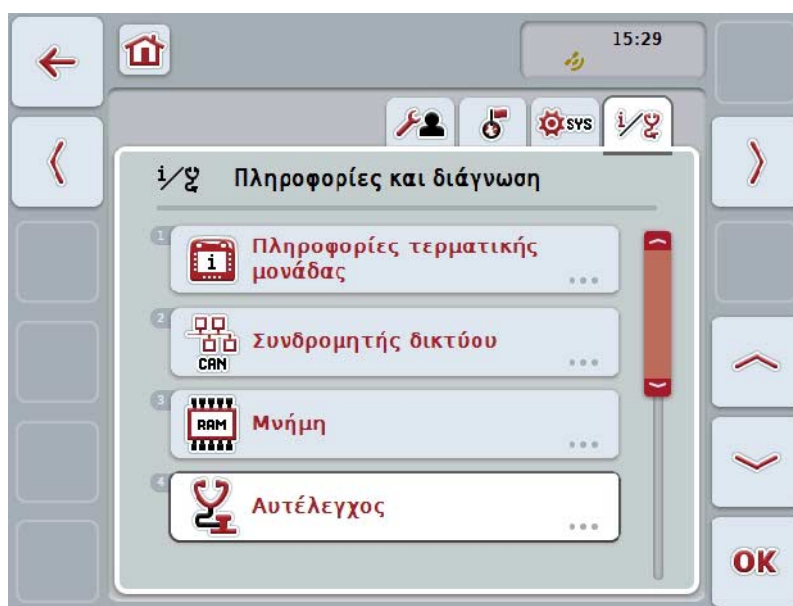 15:29
SYS
i
i
Πληροφορίες και διάγνωση
1
i
Πληροφορίες τερματικής
μονάδας
2
CAN
Συνδρομητής δικτύου
3
RAM
Μνήμη
4
Αυτέλεγχος
OK